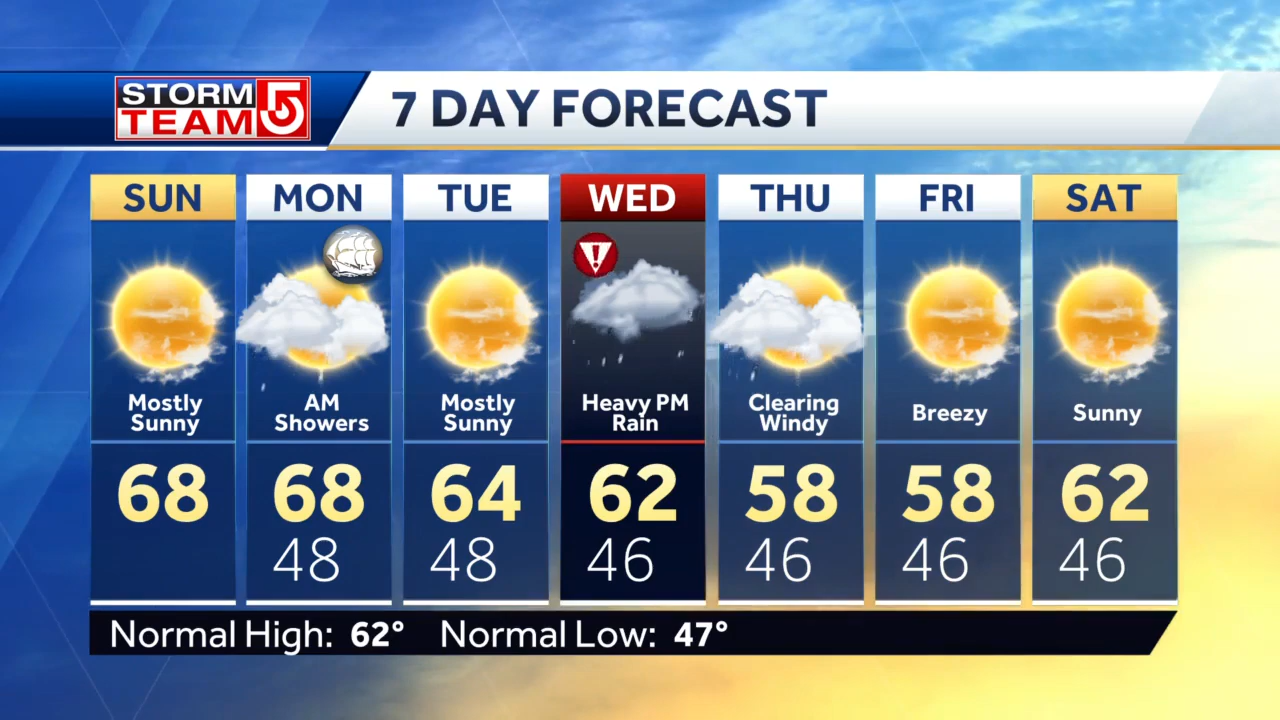 STORM
TEAM 5
7 DAY FORECAST
SUN
Mostly
Sunny
68
MON
AM
Showers
68
48
TUE
Mostly
Sunny
64
48
WED
!
Heavy PM
Rain
62
46
THU
Clearing
Windy
58
46
FRI
Breezy
58
46
SAT
Sunny
62
46
Normal High: 62° Normal Low: 47°